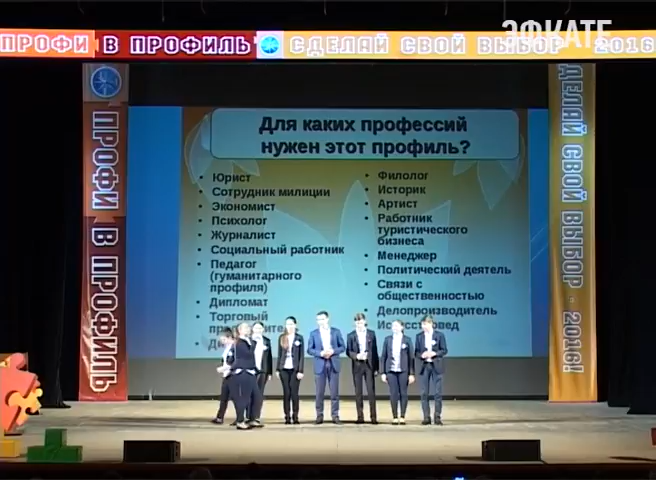 ЭФКАТЕ
ПРОФИ В ПРОФИЛЬ СДЕЛАЙ СВОЙ ВЫБОР 2016
ПРОФИ В ПРОФИЛЬ
Для каких профессий
нужен этот профиль?
• Юрист
• Сотрудник милиции
• Экономист
• Психолог
• Журналист
• Социальный работник
• Педагог
(гуманитарного
профиля)
• Дипломат
• Торговый
• Филолог
• Историк
• Артист
• Работник
туристического
бизнеса
• Менеджер
• Политический деятель
• Связи с
общественностью
• Делопроизводитель
ДЕЛАЙ СВОЙ ВЫБОР - 2016!